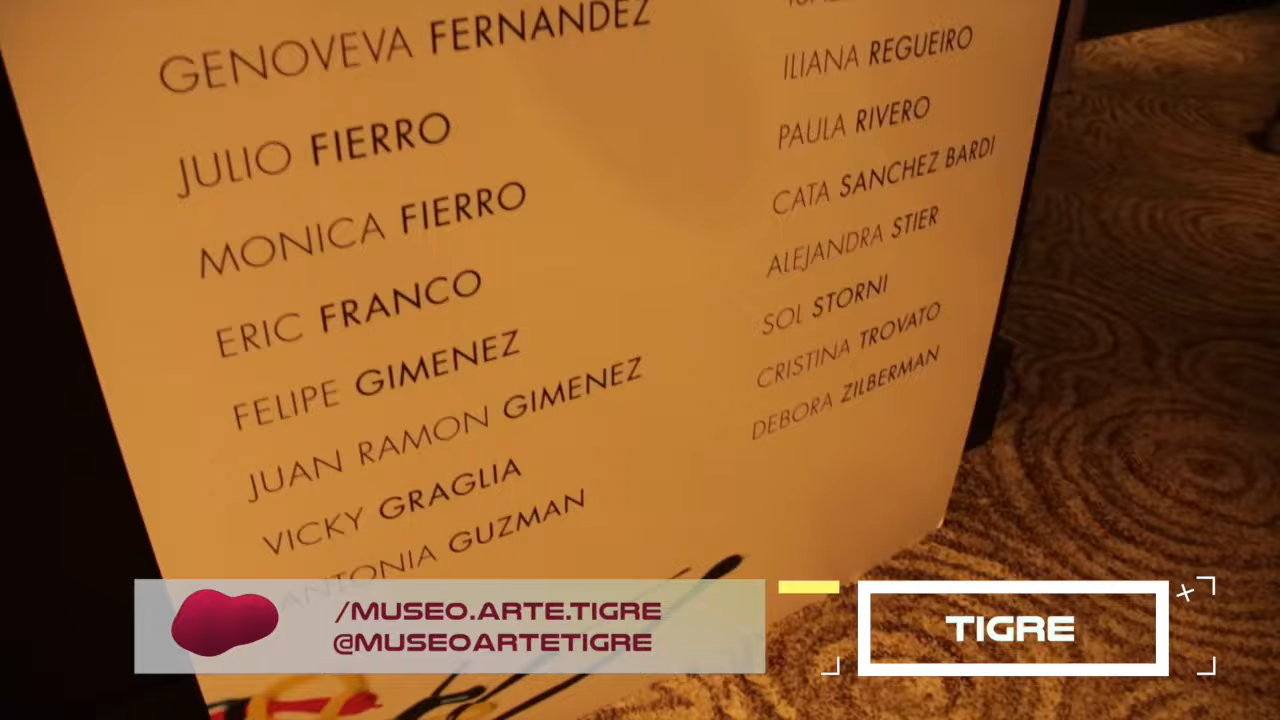 GENOVEVA FERNANDEZ
JULIO FIERRO
MONICA FIERRO
ERIC FRANCO
FELIPE GIMENEZ
JUAN RAMON GIMENEZ
VICKY GRAGLIA
ANTONIA GUZMAN
ILIANA REGUEIRO
PAULA RIVERO
CATA SANCHEZ BARDI
ALEJANDRA STIER
SOL STORNI
CRISTINA TROVATO
DEBORA ZILBERMAN
/MUSEO.ARTE.TIGRE
@MUSEOARTETIGRE
TIGRE